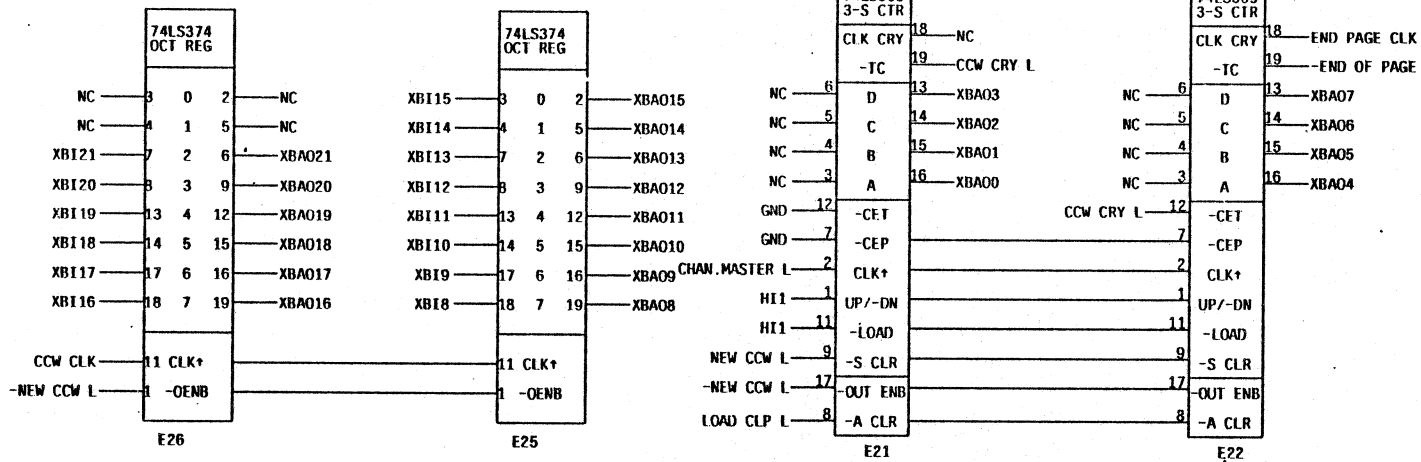 74LS374
OCT REG
NC 3 0 2 NC
NC 4 1 5 NC
XBI21 7 2 6 XBAO21
XBI20 8 3 9 XBAO20
XBI19 13 4 12 XBAO19
XBI18 14 5 15 XBAO18
XBI17 17 6 16 XBAO17
XBI16 18 7 19 XBAO16
CCW CLK 11 CLK↑
-NEW CCW L 1 -OENB
E26
74LS374
OCT REG
XBI15 3 0 2 XBAO15
XBI14 4 1 5 XBAO14
XBI13 7 2 6 XBAO13
XBI12 8 3 9 XBAO12
XBI11 13 4 12 XBAO11
XBI10 14 5 15 XBAO10
XBI9 17 6 16 XBAO9
XBI8 18 7 19 XBAO8
11 CLK↑
1 -OENB
E25
3-S CTR
CLK CRY 18 NC
-TC 19 CCW CRY L
NC 6 D 13 XBAO3
NC 5 C 14 XBAO2
NC 4 B 15 XBAO1
NC 3 A 16 XBAO0
GND 12 -CET
GND 7 -CEP
CHAN.MASTER L 2 CLK↑
HI1 1 UP/-DN
HI1 11 -LOAD
NEW CCW L 9 -S CLR
-NEW CCW L 17 -OUT ENB
LOAD CLP L 8 -A CLR
E21
3-S CTR
CLK CRY 18 END PAGE CLK
-TC 19 -END OF PAGE
NC 6 D 13 XBAO7
NC 5 C 14 XBAO6
NC 4 B 15 XBAO5
NC 3 A 16 XBAO4
CCW CRY L 12 -CET
7 -CEP
2 CLK↑
1 UP/-DN
11 -LOAD
9 -S CLR
17 -OUT ENB
8 -A CLR
E22